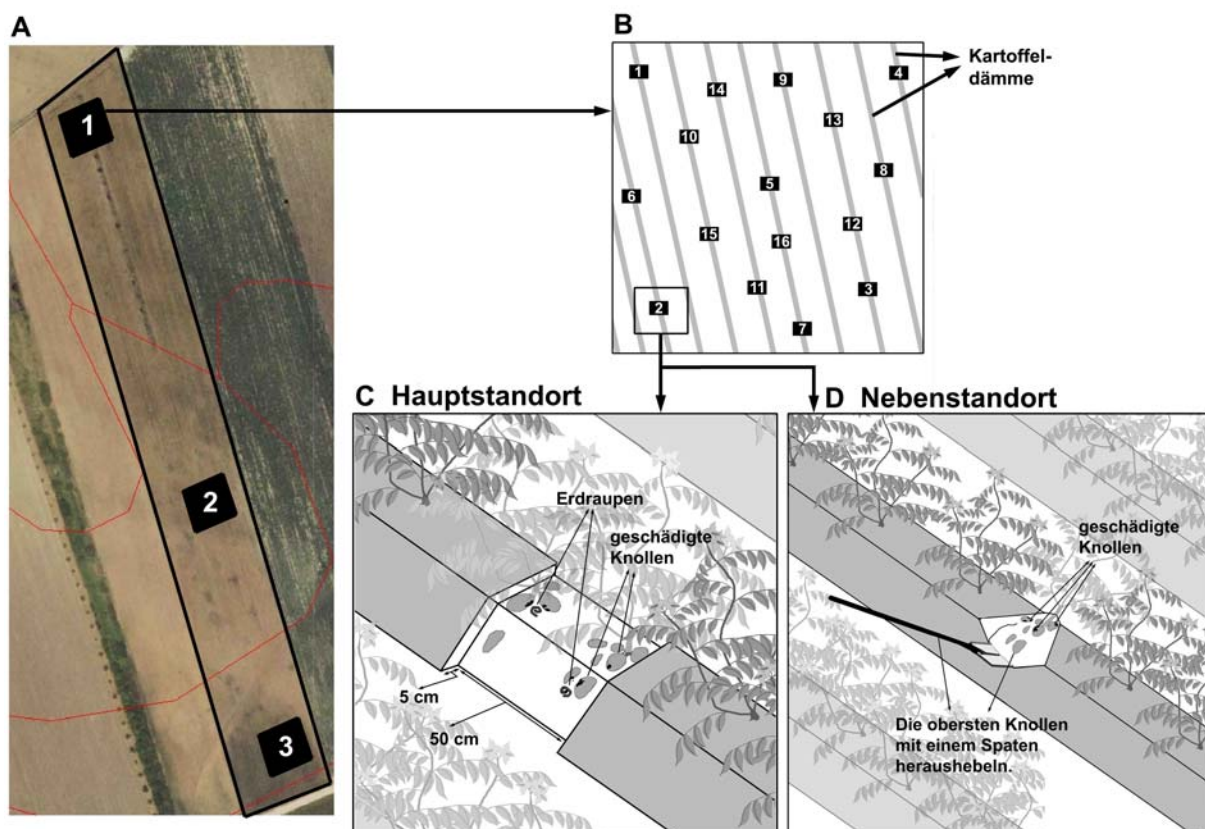 A
1
2
3
B
Kartoffel-
dämme
1
14
9
4
10
13
6
5
8
15
16
12
2
11
3
7
C Hauptstandort
Erdraupen
geschädigte
Knollen
5 cm
50 cm
D Nebenstandort
geschädigte
Knollen
Die obersten Knollen
mit einem Spaten
heraushebeln.